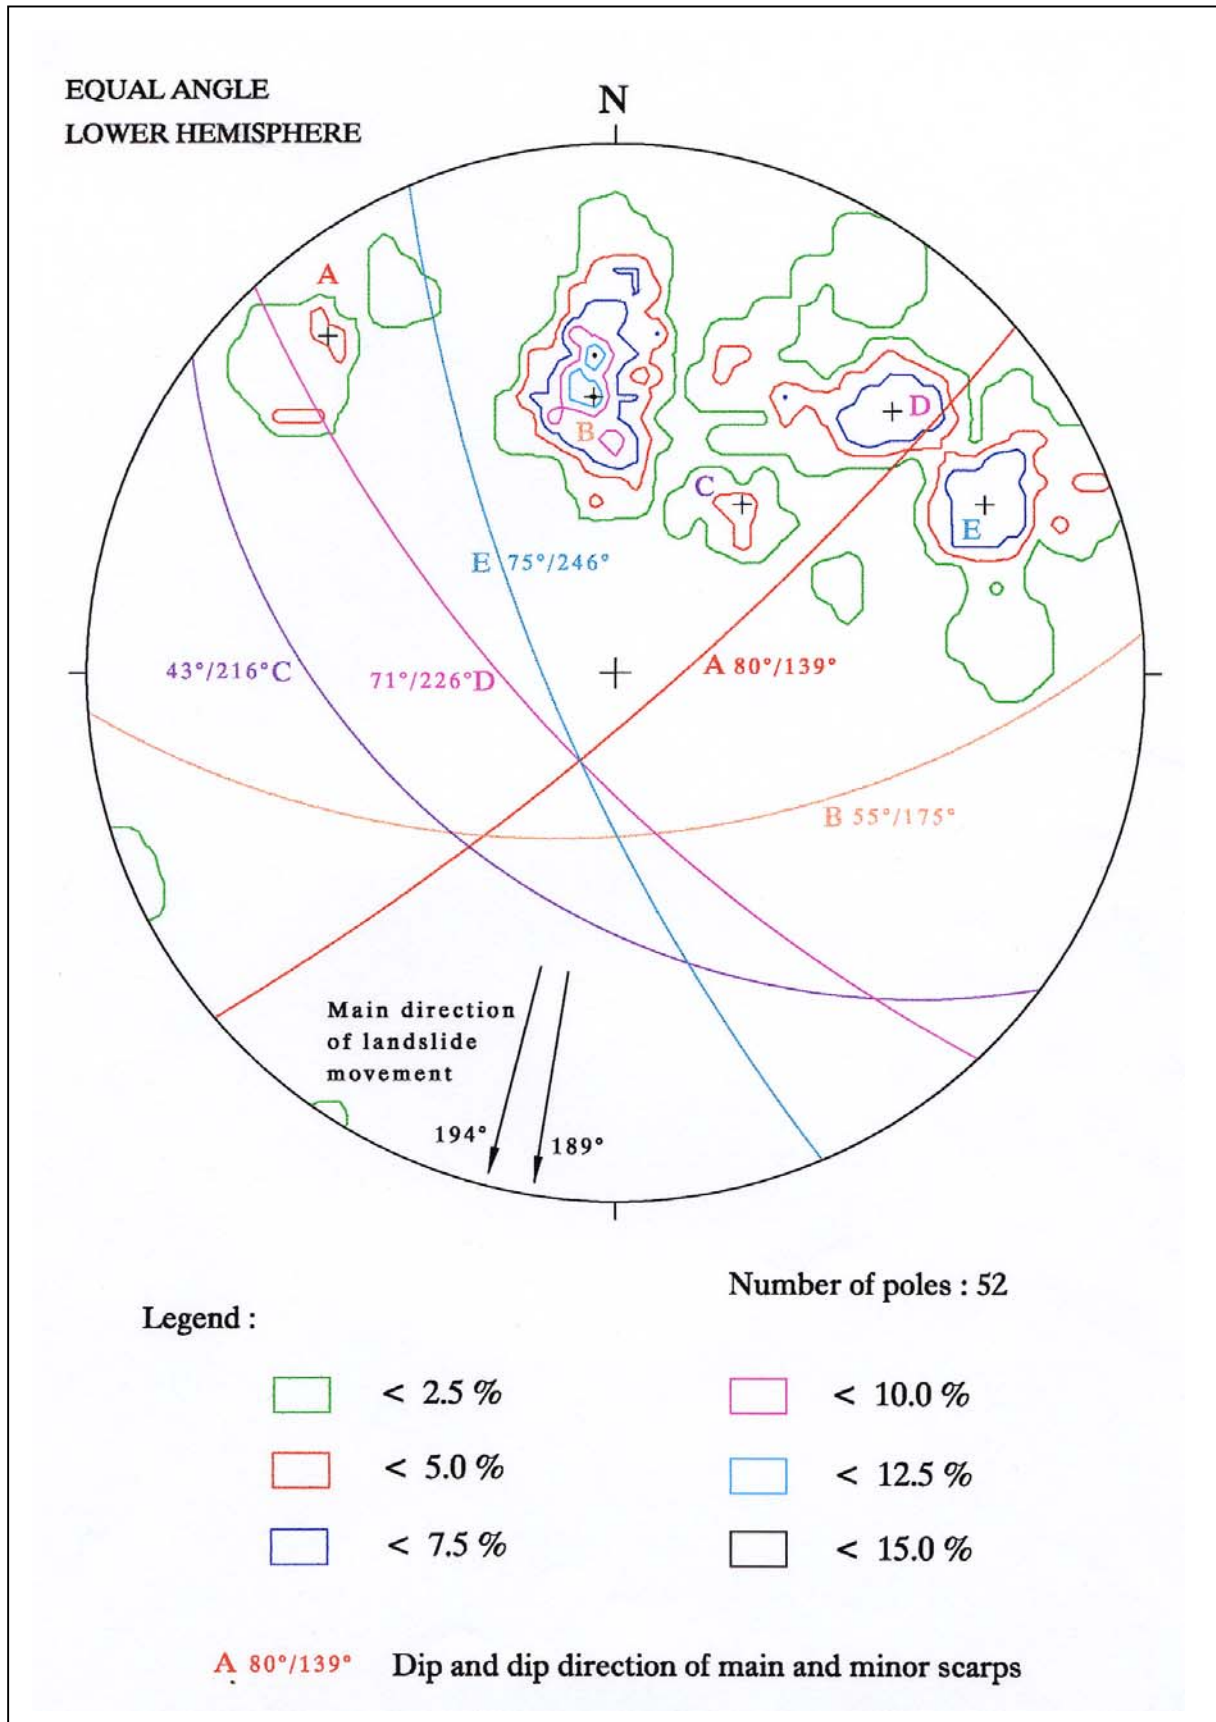 EQUAL ANGLE
LOWER HEMISPHERE
N
A
B
C
D
E
E 75°/246°
43°/216°C
71°/226°D
A 80°/139°
B 55°/175°
Main direction
of landslide
movement
194°
189°
Number of poles : 52
Legend :
< 2.5 %
< 10.0 %
< 5.0 %
< 12.5 %
< 7.5 %
< 15.0 %
A 80°/139° Dip and dip direction of main and minor scarps